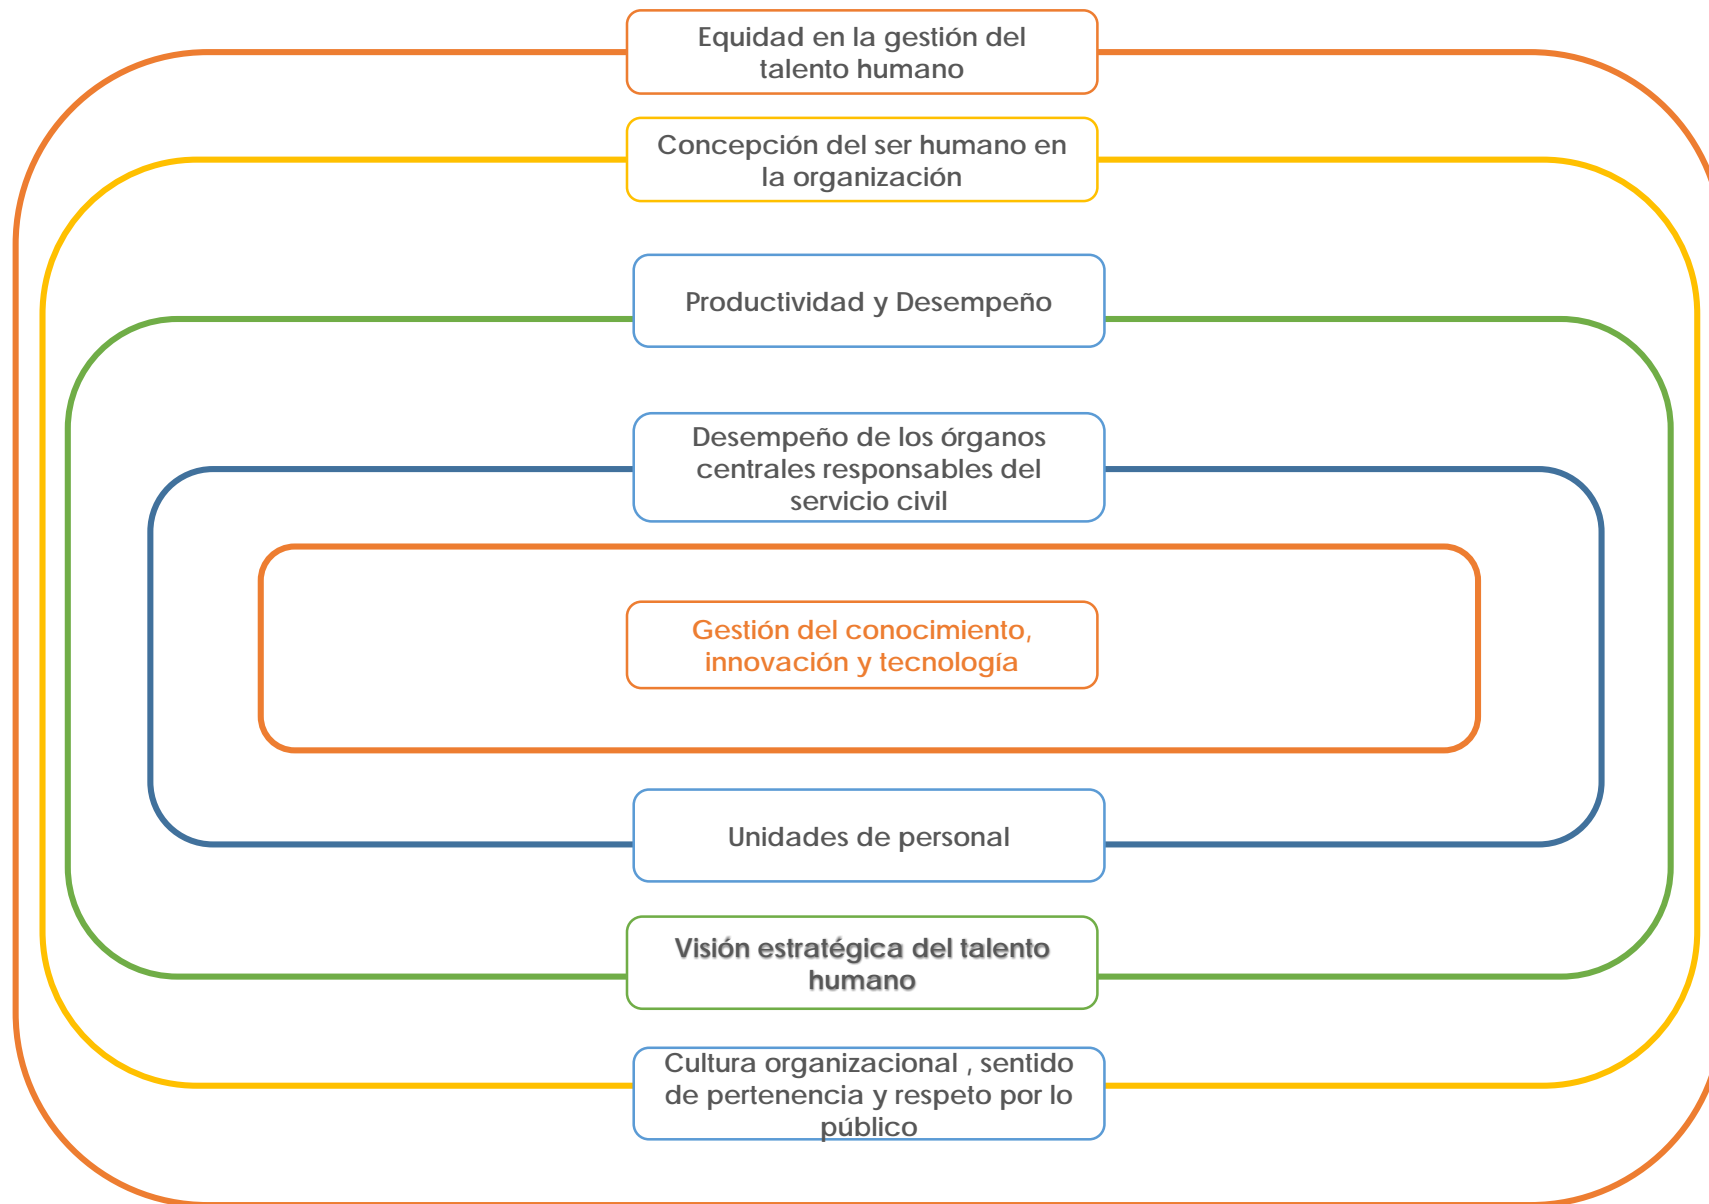 Equidad en la gestión del
talento humano
Concepción del ser humano en
la organización
Productividad y Desempeño
Desempeño de los órganos
centrales responsables del
servicio civil
Gestión del conocimiento,
innovación y tecnología
Unidades de personal
Visión estratégica del talento
humano
Cultura organizacional , sentido
de pertenencia y respeto por lo
público